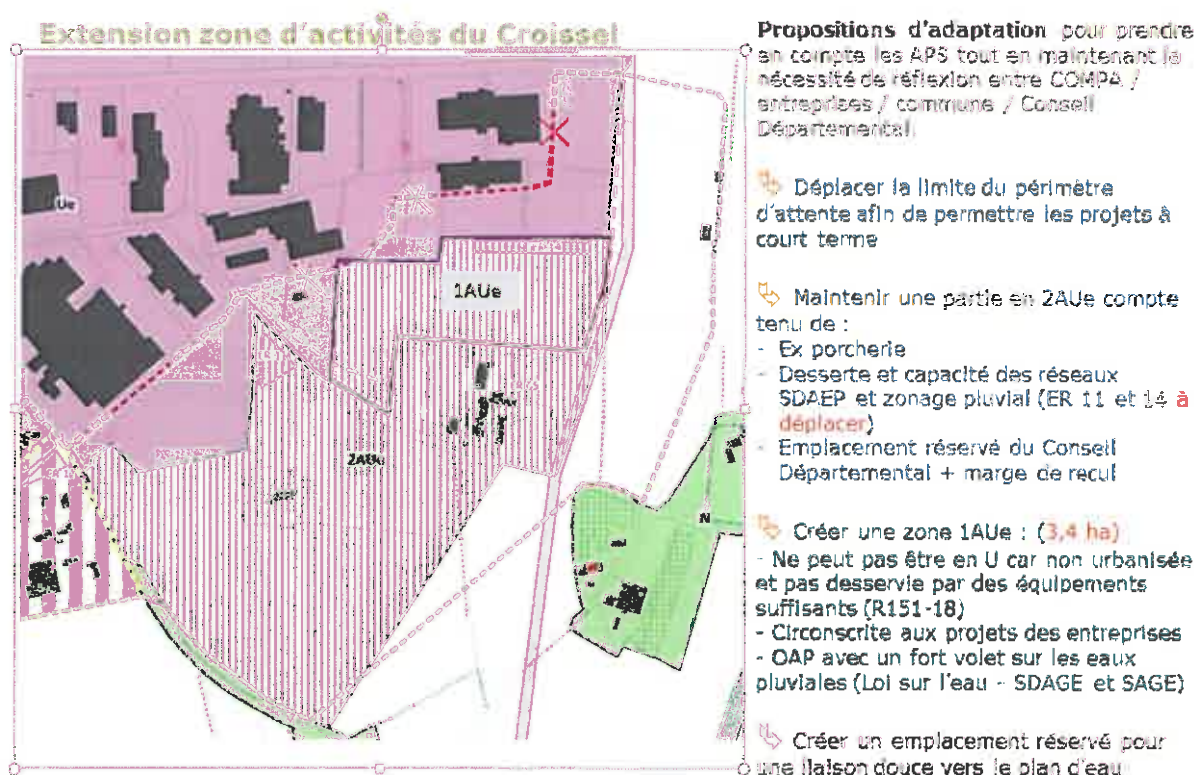 Extension zone d'activités du Croissel
Propositions d'adaptation pour prendre
en compte les APS tout en maintenant la
nécessité de réflexion entre COMPA /
entreprises / commune / Conseil
Départemental.
Déplacer la limite du périmètre
d'attente afin de permettre les projets à
court terme
Maintenir une partie en 2AUe compte
tenu de :
- Ex porcherie
- Desserte et capacité des réseaux
SDAEP et zonage pluvial (ER 11 et 14 à
déplacer)
- Emplacement réservé du Conseil
Départemental + marge de recul
Créer une zone 1AUe : (3,4 ha)
- Ne peut pas être en U car non urbanisée
et pas desservie par des équipements
suffisants (R151-18)
- Circonscrite aux projets des entreprises
- OAP avec un fort volet sur les eaux
pluviales (Loi sur l'eau - SDAGE et SAGE)
Créer un emplacement réservé pour
une liaison douce vers le
Ue
1AUe
2AUe
N